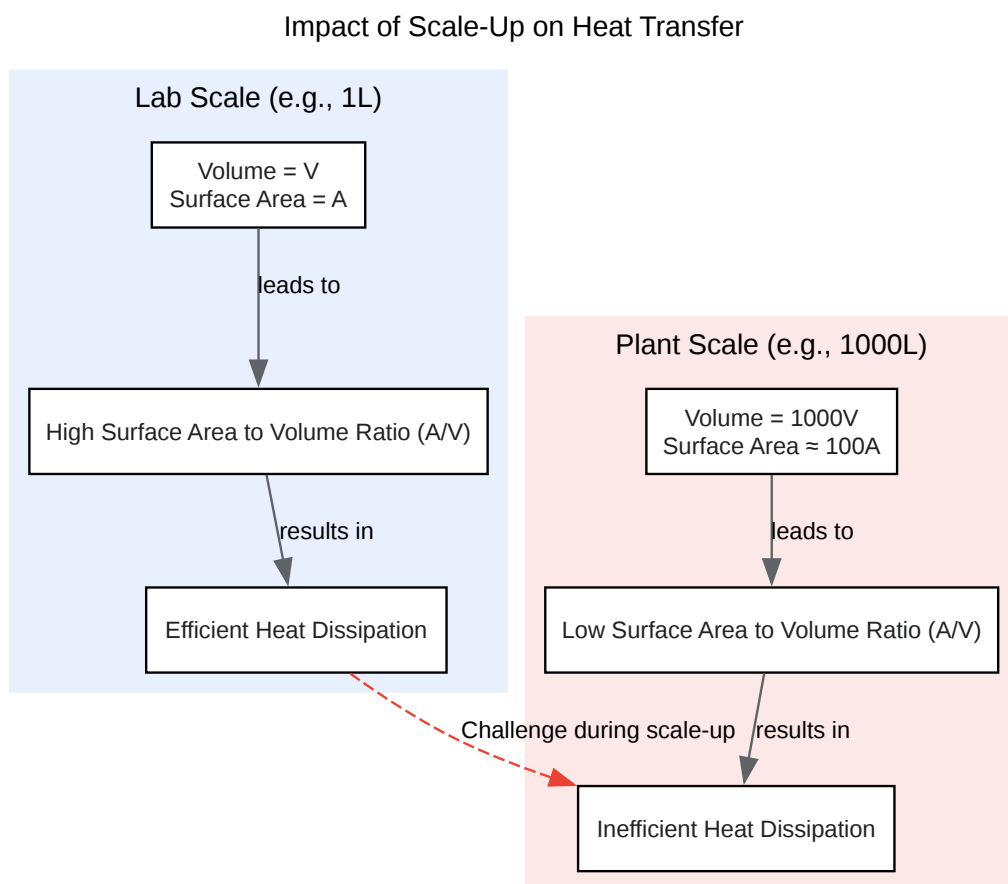 Impact of Scale-Up on Heat Transfer
Lab Scale (e.g., 1L)
Volume = V
Surface Area = A
leads to
High Surface Area to Volume Ratio (A/V)
results in
Efficient Heat Dissipation
Plant Scale (e.g., 1000L)
Volume = 1000V
Surface Area ≈ 100A
leads to
Low Surface Area to Volume Ratio (A/V)
Challenge during scale-up
results in
Inefficient Heat Dissipation